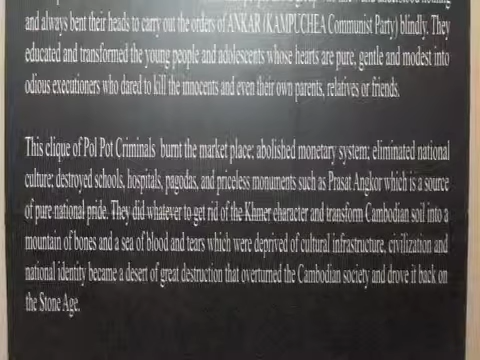 and always bent their heads to carry out the orders of ANKAR (KAMPUCHEA Communist Party) blindly. They
educated and transformed the young people and adolescents whose hearts are pure, gentle and modest into
odious executioners who dared to kill the innocents and even their own parents, relatives or friends.
This clique of Pol Pot Criminals burnt the market place; abolished monetary system; eliminated national
culture; destroyed schools, hospitals, pagodas, and priceless monuments such as Prasat Angkor which is a source
of pure national pride. They did whatever to get rid of the Khmer character and transform Cambodian soil into a
mountain of bones and a sea of blood and tears which were deprived of cultural infrastructure, civilization and
national identity became a desert of great destruction that overturned the Cambodian society and drove it back on
the Stone Age.